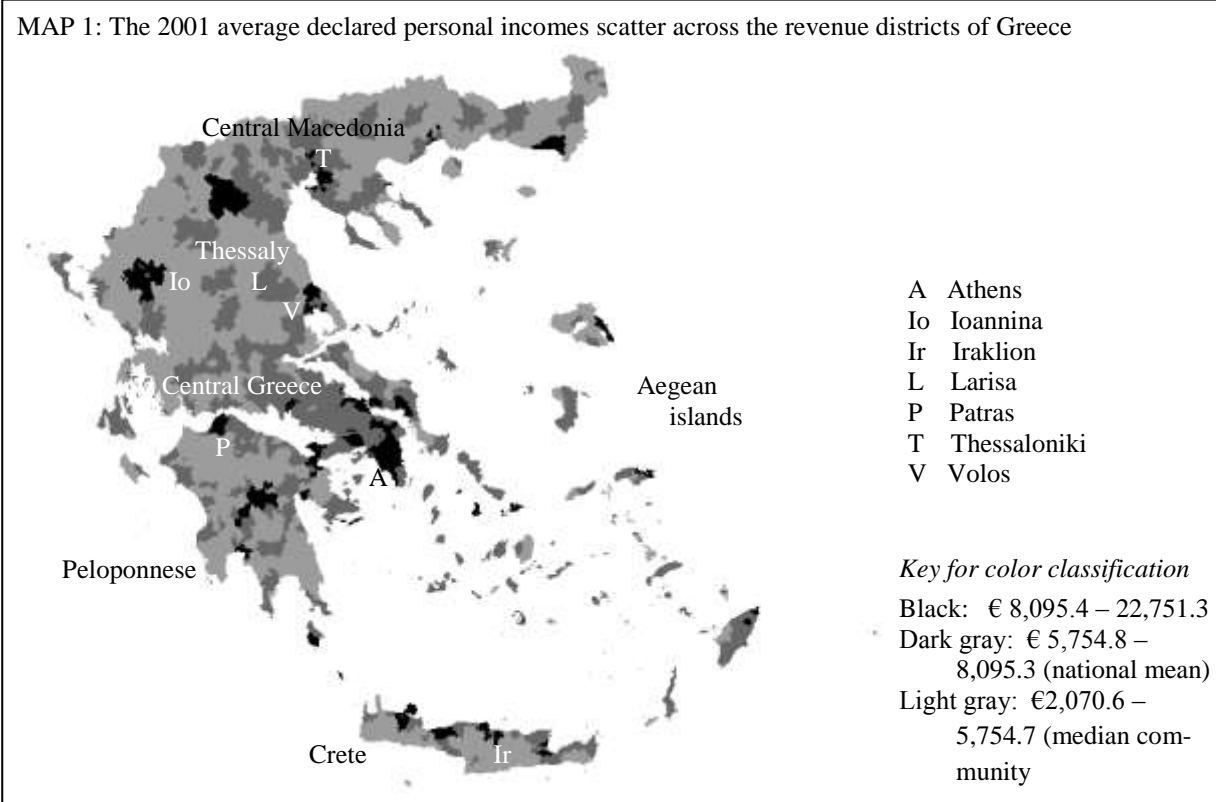 MAP 1: The 2001 average declared personal incomes scatter across the revenue districts of Greece
Central Macedonia
T
Thessaly
Io
L
V
Central Greece
Aegean
islands
P
A
Peloponnese
Crete
Ir
A Athens
Io Ioannina
Ir Iraklion
L Larisa
P Patras
T Thessaloniki
V Volos
Key for color classification
Black: € 8,095.4 – 22,751.3
Dark gray: € 5,754.8 –
8,095.3 (national mean)
Light gray: €2,070.6 –
5,754.7 (median com-
munity